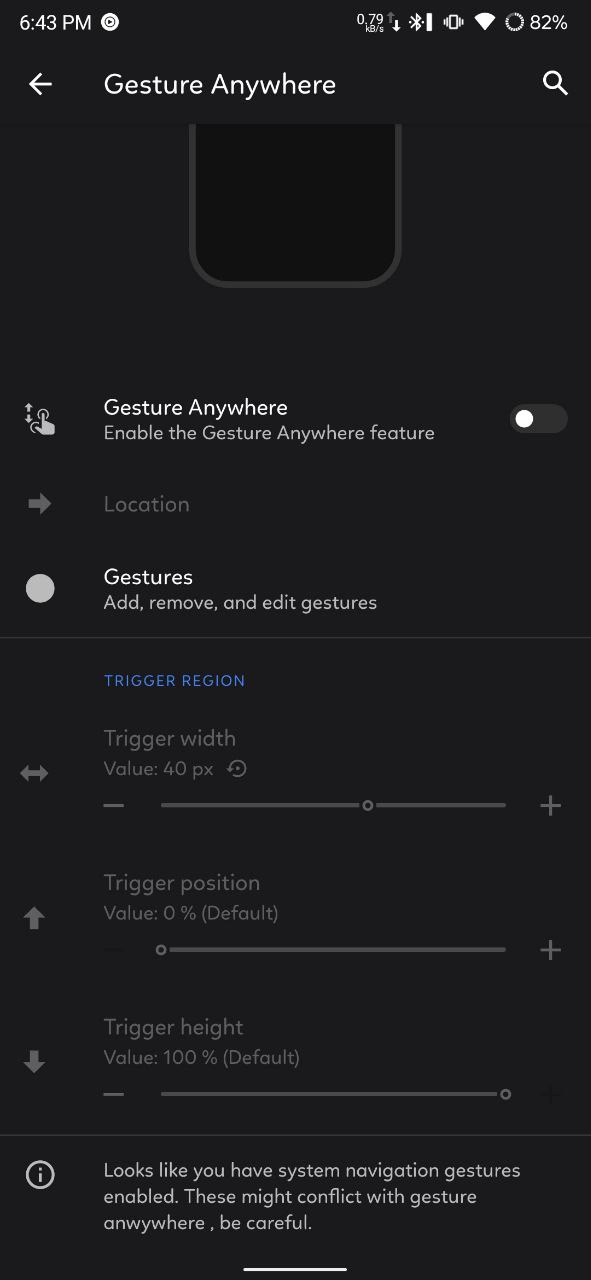 6:43 PM 0.79 kB/s 82%
Gesture Anywhere
Gesture Anywhere
Enable the Gesture Anywhere feature
Location
Gestures
Add, remove, and edit gestures
TRIGGER REGION
Trigger width
Value: 40 px
Trigger position
Value: 0 % (Default)
Trigger height
Value: 100 % (Default)
Looks like you have system navigation gestures
enabled. These might conflict with gesture
anwywhere , be careful.